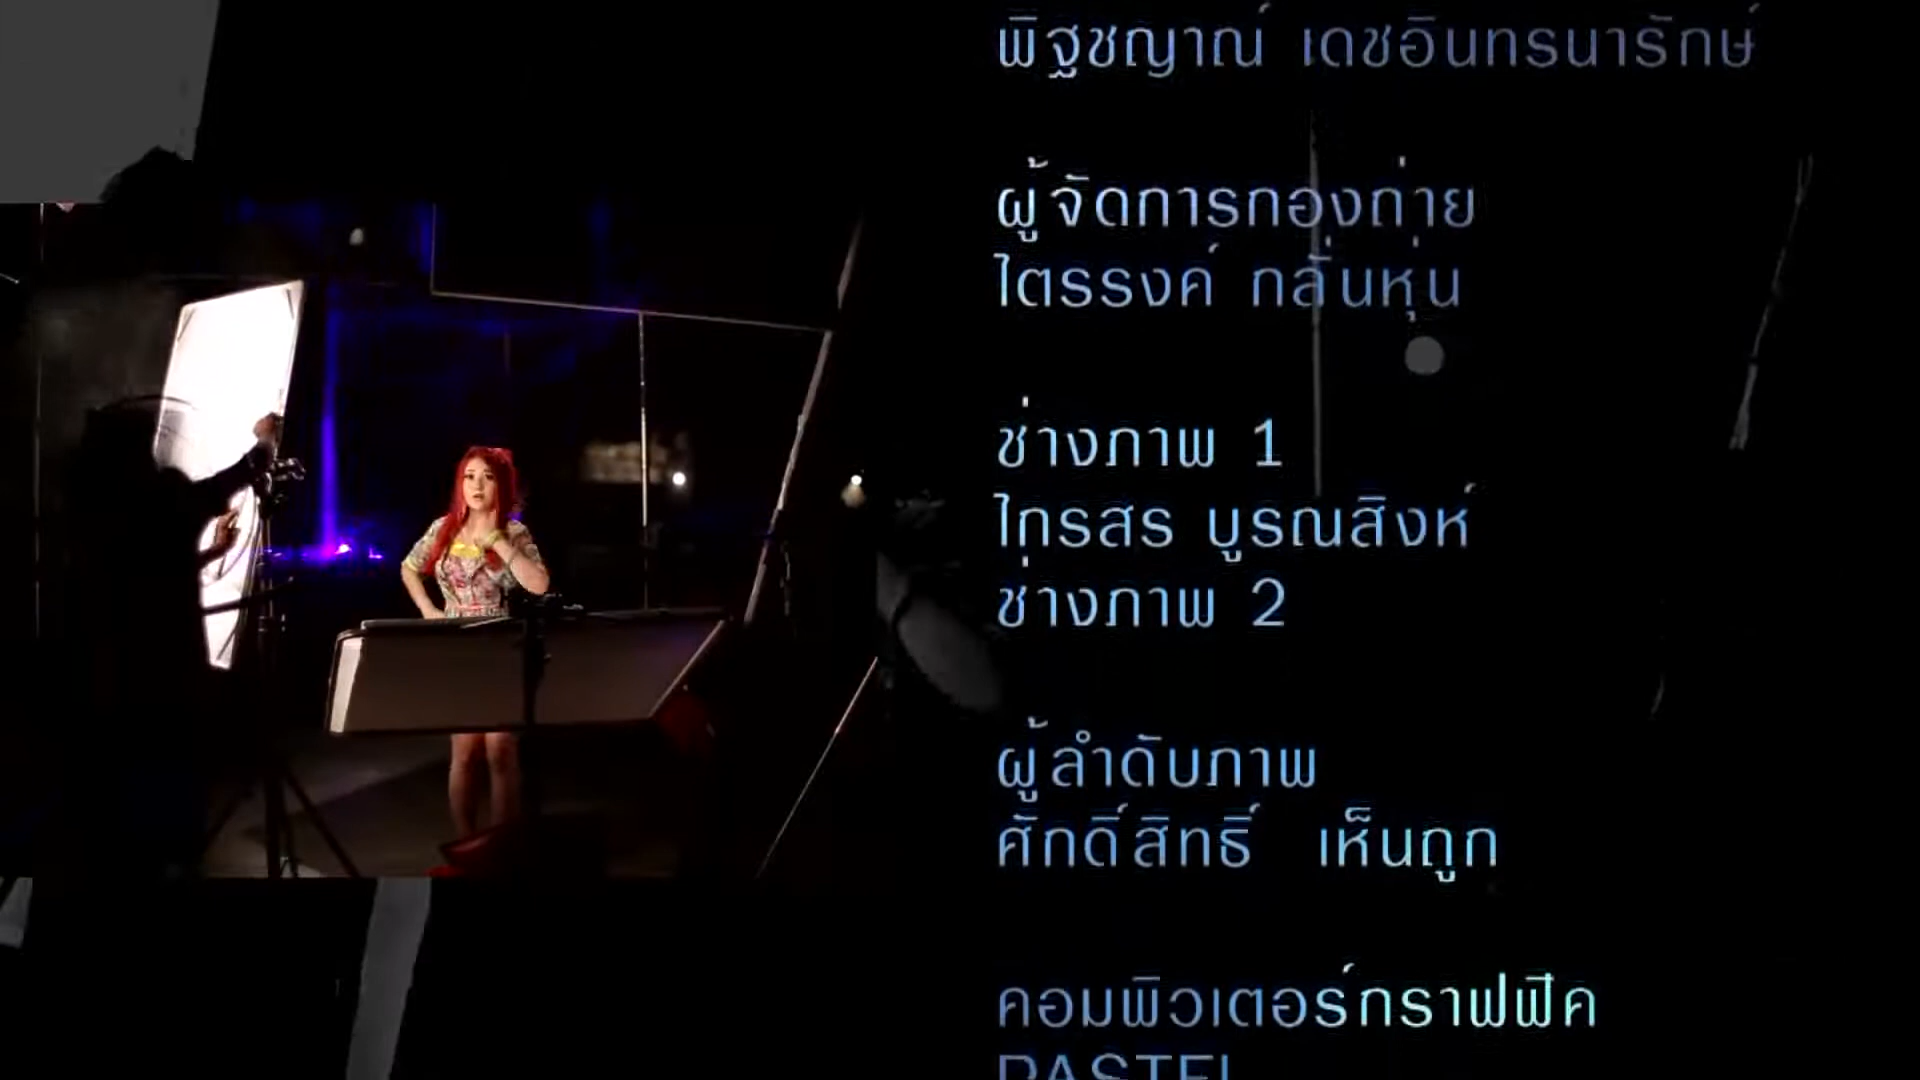 พิฐชญาณ์ เดชอินทรนารักษ์
ผู้จัดการกองถ่าย
ไตรรงค์ กลั่นหุ่น
ช่างภาพ 1
ไกรสร บูรณสิงห์
ช่างภาพ 2
ผู้ลำดับภาพ
ศักดิ์สิทธิ์ เห็นถูก
คอมพิวเตอร์กราฟฟิค
PASTEL